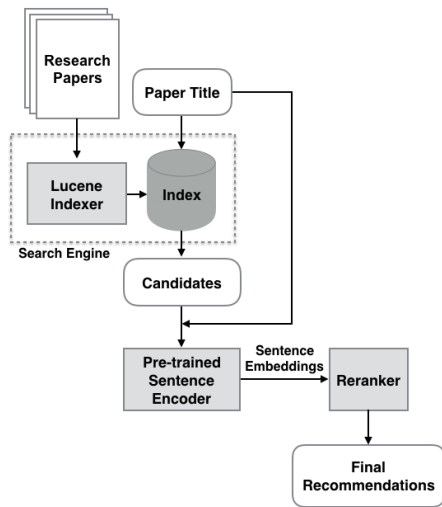 Research
Papers
Paper Title
Lucene
Indexer
Index
Search Engine
Candidates
Pre-trained
Sentence
Encoder
Sentence
Embeddings
Reranker
Final
Recommendations